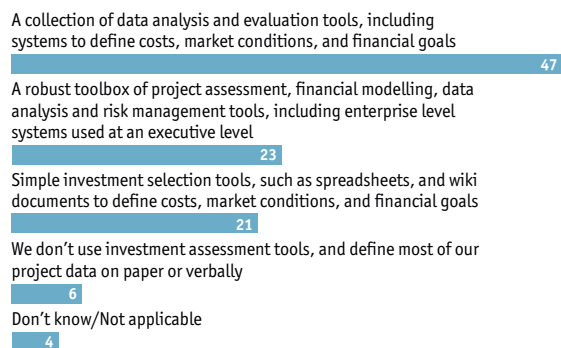 A collection of data analysis and evaluation tools, including
systems to define costs, market conditions, and financial goals
47
A robust toolbox of project assessment, financial modelling, data
analysis and risk management tools, including enterprise level
systems used at an executive level
23
Simple investment selection tools, such as spreadsheets, and wiki
documents to define costs, market conditions, and financial goals
21
We don’t use investment assessment tools, and define most of our
project data on paper or verbally
6
Don’t know/Not applicable
4